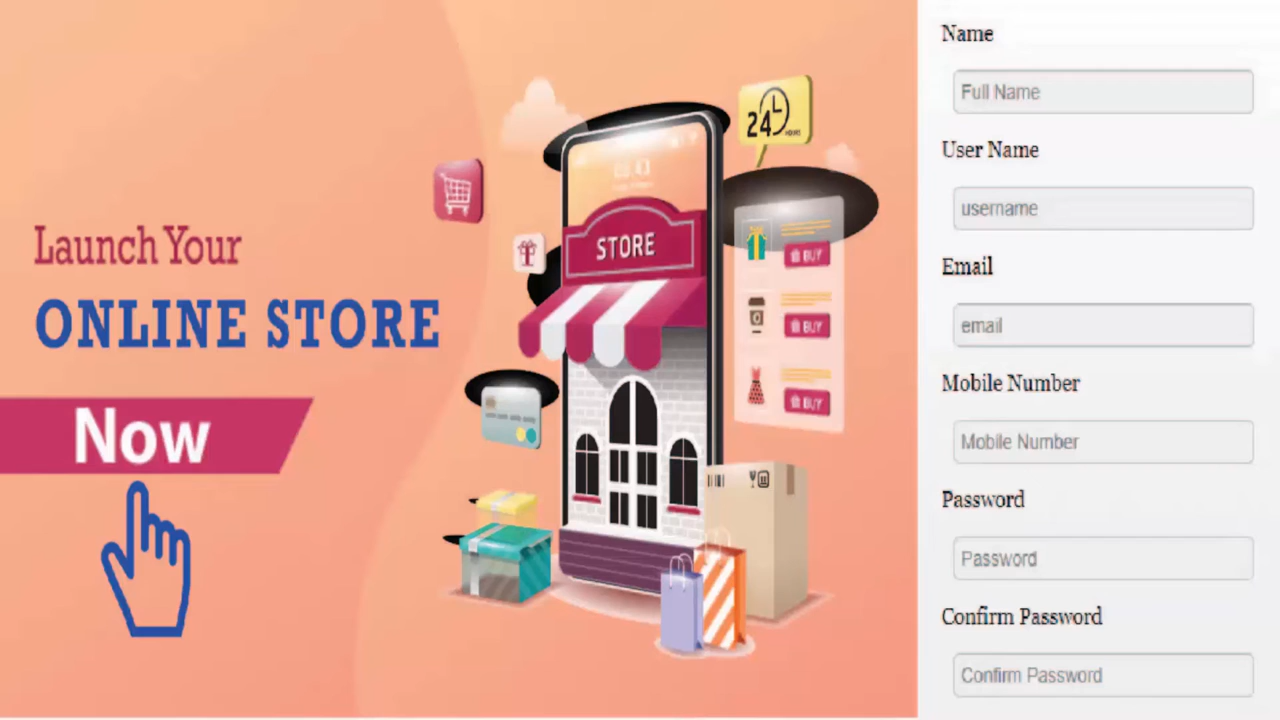 Launch Your
ONLINE STORE
Now
24
HOURS
STORE
BUY
BUY
BUY
Name
Full Name
User Name
username
Email
email
Mobile Number
Mobile Number
Password
Password
Confirm Password
Confirm Password